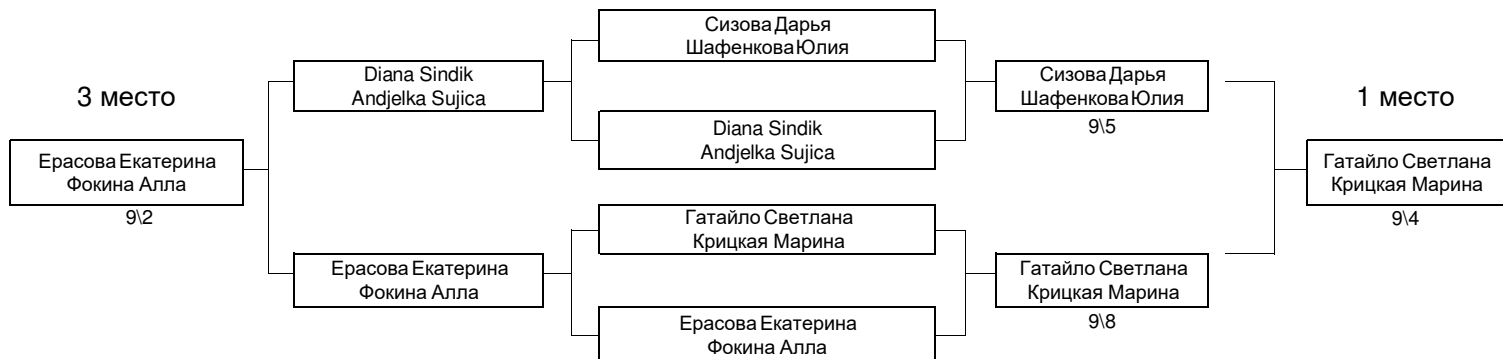 Сизова Дарья
Шафенкова Юлия
Diana Sindik
Andjelka Sujica
Сизова Дарья
Шафенкова Юлия
3 место
1 место
9\5
Diana Sindik
Andjelka Sujica
Ерасова Екатерина
Фокина Алла
Гатайло Светлана
Крицкая Марина
9\2
9\4
Гатайло Светлана
Крицкая Марина
Ерасова Екатерина
Фокина Алла
Гатайло Светлана
Крицкая Марина
9\8
Ерасова Екатерина
Фокина Алла